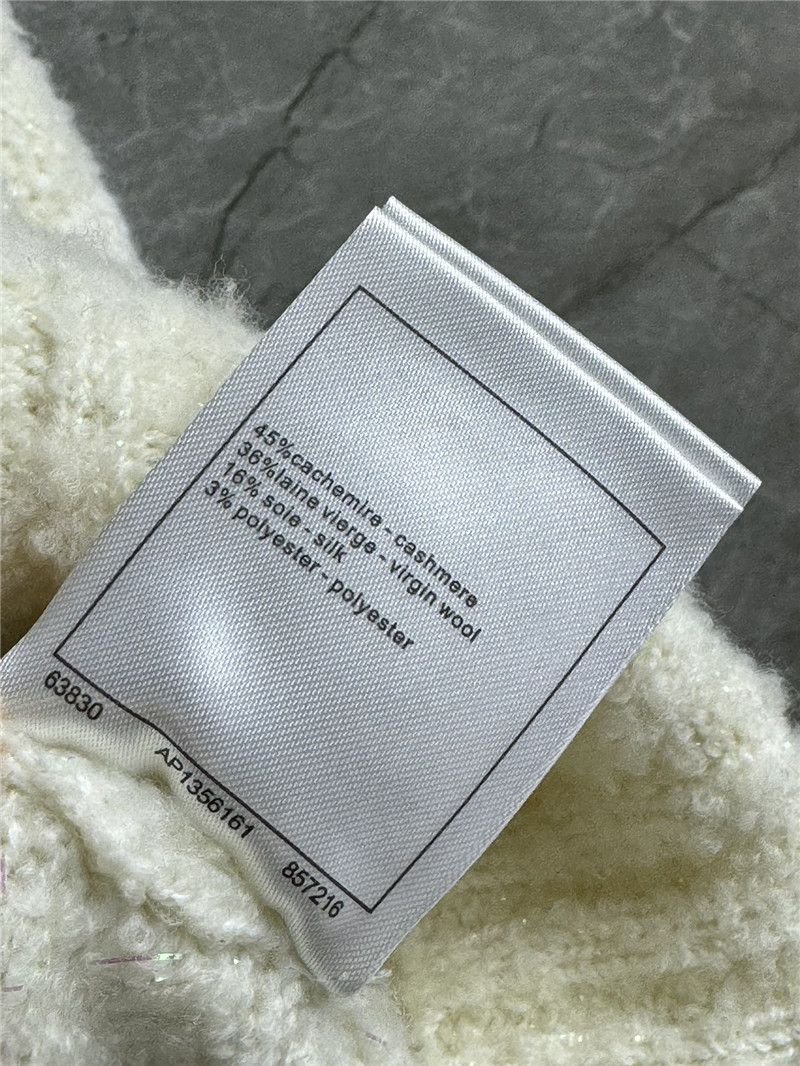 45%cachemire - cashmere
36%laine vierge - virgin wool
16% soie - silk
3% polyester - polyester
63830
AP1356161
857216